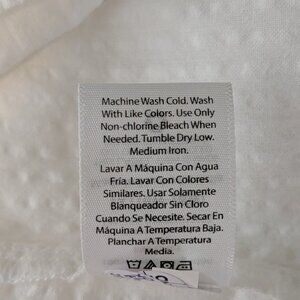 Machine Wash Cold. Wash
With Like Colors. Use Only
Non-chlorine Bleach When
Needed. Tumble Dry Low.
Medium Iron.
Lavar A Máquina Con Agua
Fría. Lavar Con Colores
Similares. Usar Solamente
Blanqueador Sin Cloro
Cuando Se Necesite. Secar En
Máquina A Temperatura Baja.
Planchar A Temperatura
Media.